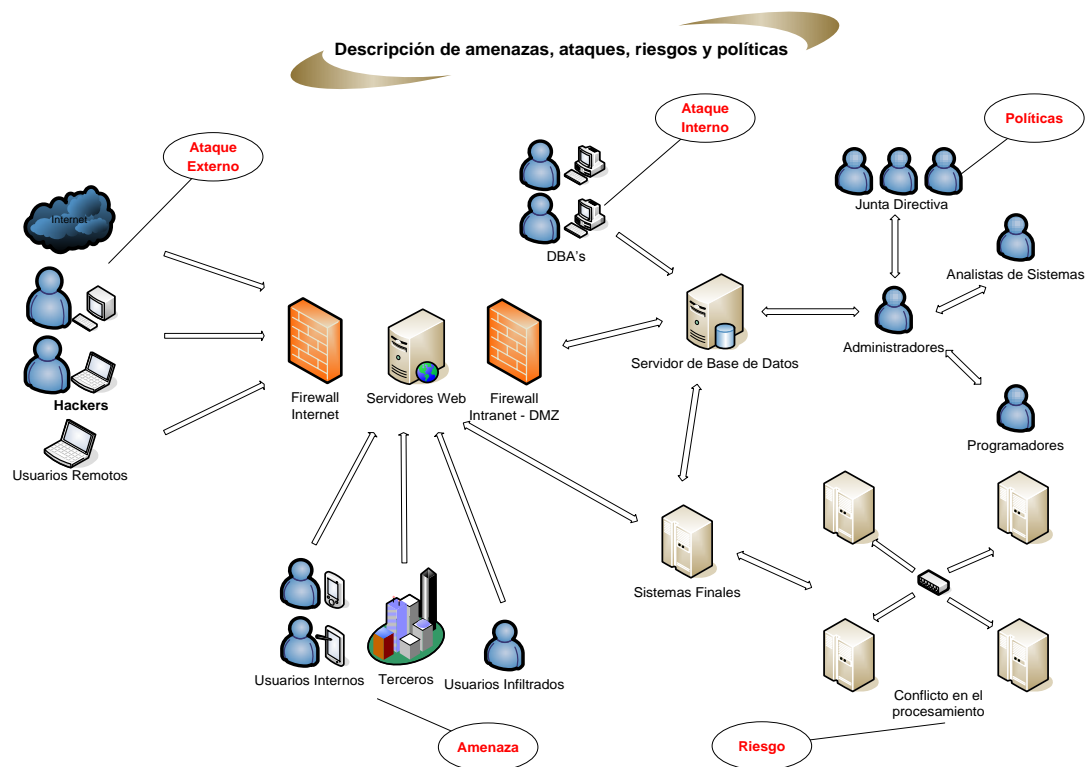 Descripción de amenazas, ataques, riesgos y políticas
Ataque
Externo
Ataque
Interno
Políticas
Internet
Junta Directiva
DBA's
Analistas de Sistemas
Administradores
Servidor de Base de Datos
Hackers
Firewall
Internet
Servidores Web
Firewall
Intranet - DMZ
Programadores
Usuarios Remotos
Sistemas Finales
Usuarios Internos
Terceros
Usuarios Infiltrados
Conflicto en el
procesamiento
Amenaza
Riesgo